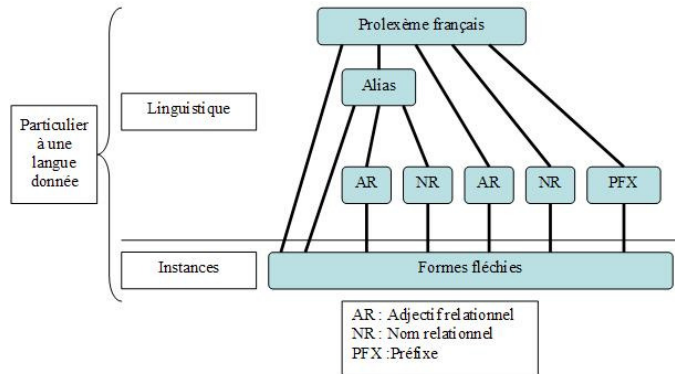 Prolexème français
Alias
Linguistique
Particulier
à une
langue
donnée
AR
NR
AR
NR
PFX
Instances
Formes fléchies
AR : Adjectif relationnel
NR : Nom relationnel
PFX :Préfixe